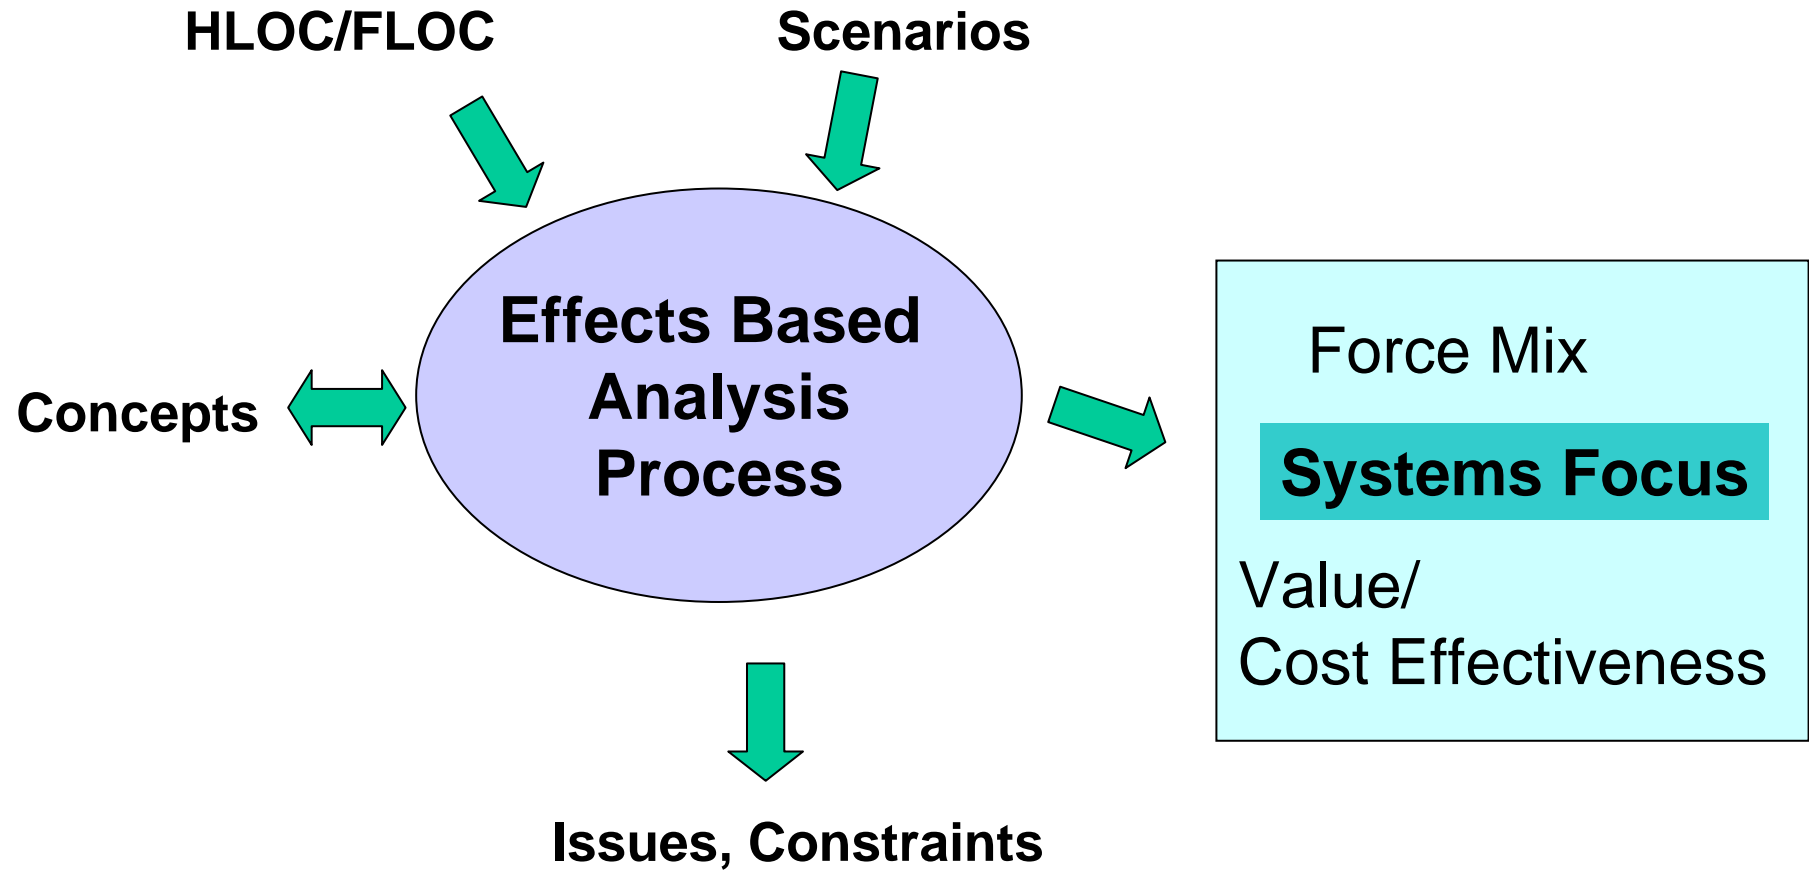 HLOC/FLOC
Scenarios
Effects Based
Analysis
Process
Concepts
Force Mix
Systems Focus
Value/
Cost Effectiveness
Issues, Constraints